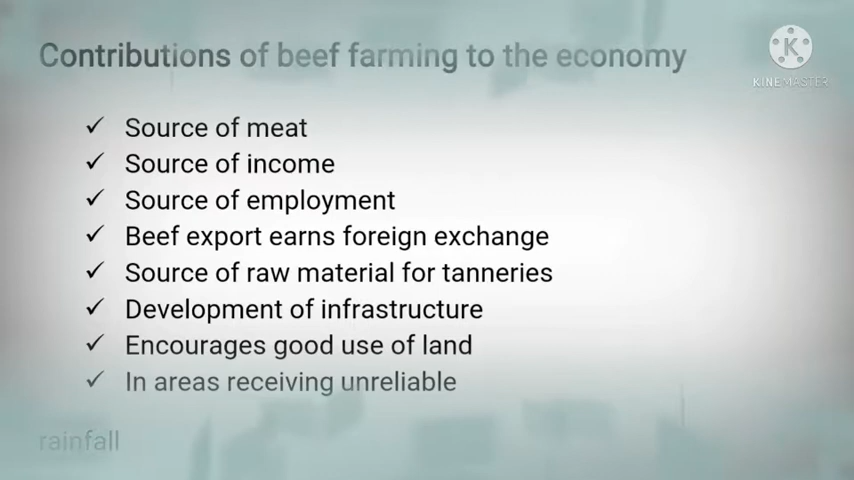 Contributions of beef farming to the economy
K
KINEMASTER
✓ Source of meat
✓ Source of income
✓ Source of employment
✓ Beef export earns foreign exchange
✓ Source of raw material for tanneries
✓ Development of infrastructure
✓ Encourages good use of land
✓ In areas receiving unreliable
rainfall